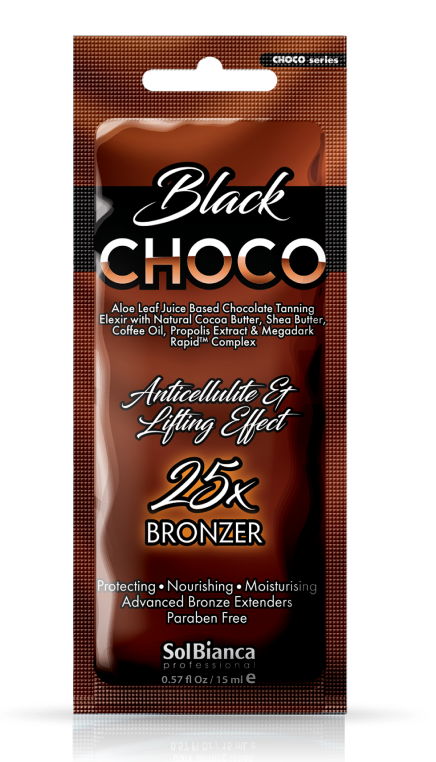 CHOCO series
Black
CHOCO
Aloe Leaf Juice Based Chocolate Tanning
Elexir with Natural Cocoa Butter, Shea Butter,
Coffee Oil, Propolis Extract & Megadark
Rapid™ Complex
Anticellulite &
Lifting Effect
25x
BRONZER
Protecting • Nourishing • Moisturising
Advanced Bronze Extenders
Paraben Free
SolBianca
professional
0.57 fl Oz / 15 ml e